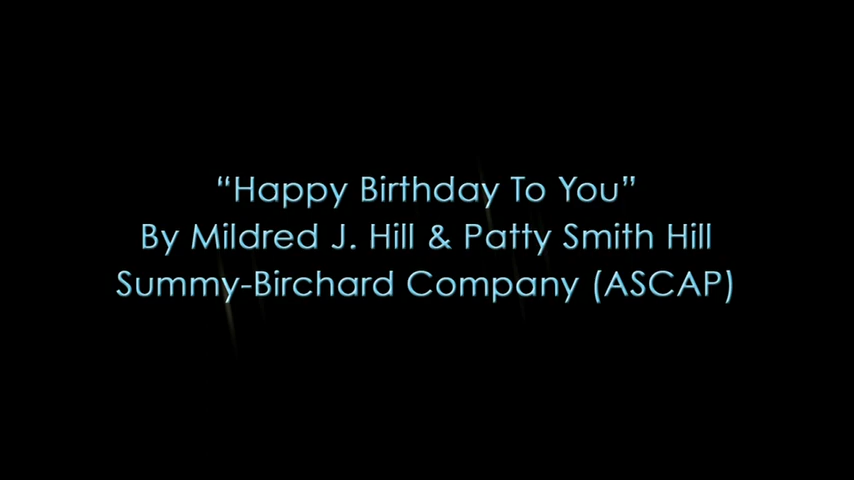 “Happy Birthday To You”
By Mildred J. Hill & Patty Smith Hill
Summy-Birchard Company (ASCAP)